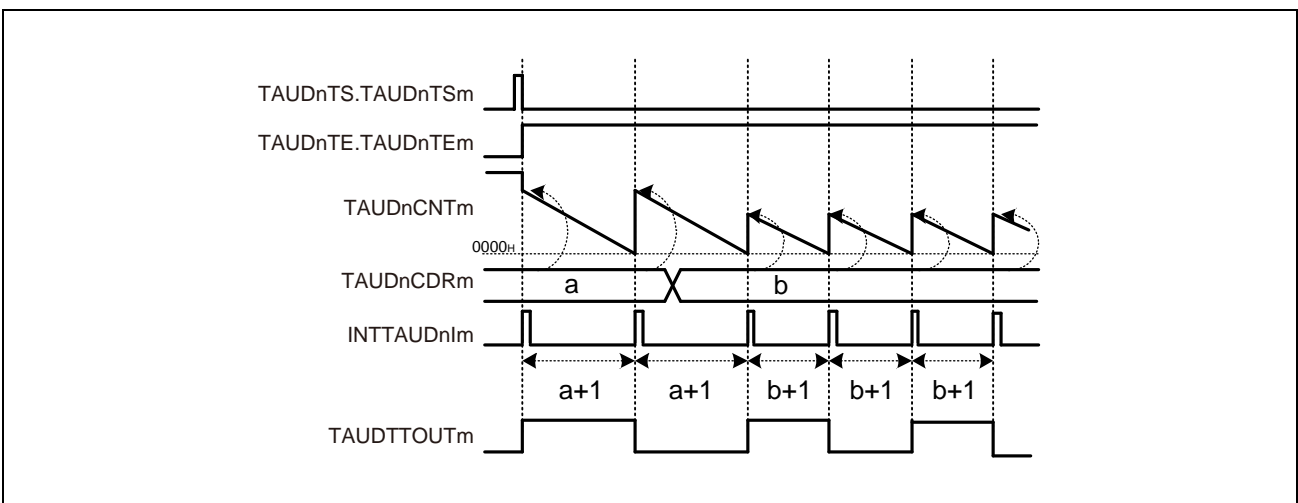 TAUDnTS.TAUDnTSm
TAUDnTE.TAUDnTEm
TAUDnCNTm
0000H
TAUDnCDRm
a b
INTTAUDnIm
a+1 a+1 b+1 b+1 b+1
TAUDTTOUTm